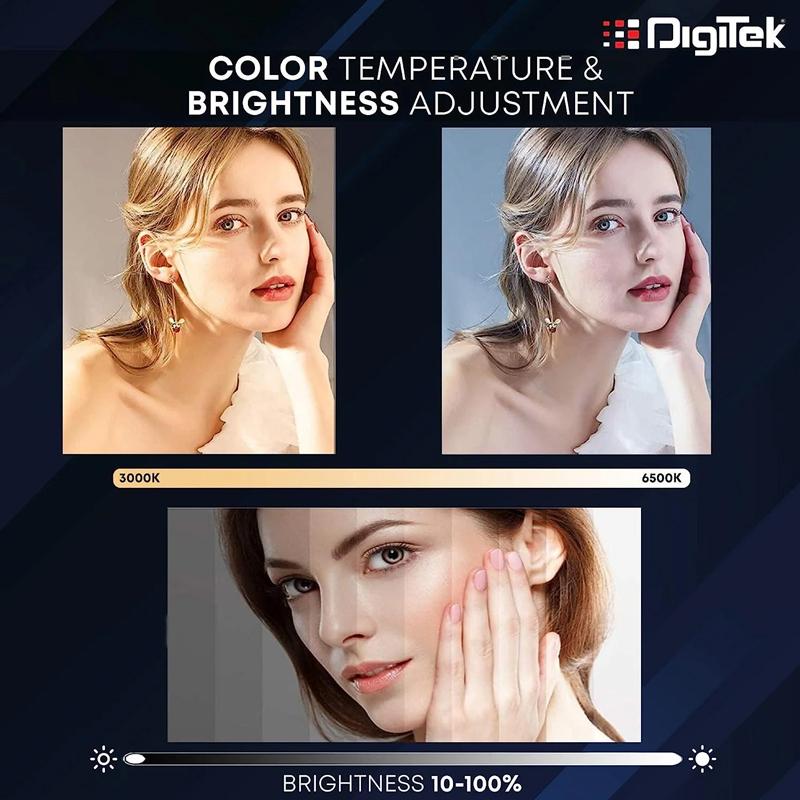 DigiTek
COLOR TEMPERATURE &
BRIGHTNESS ADJUSTMENT
3000K
6500K
BRIGHTNESS 10-100%